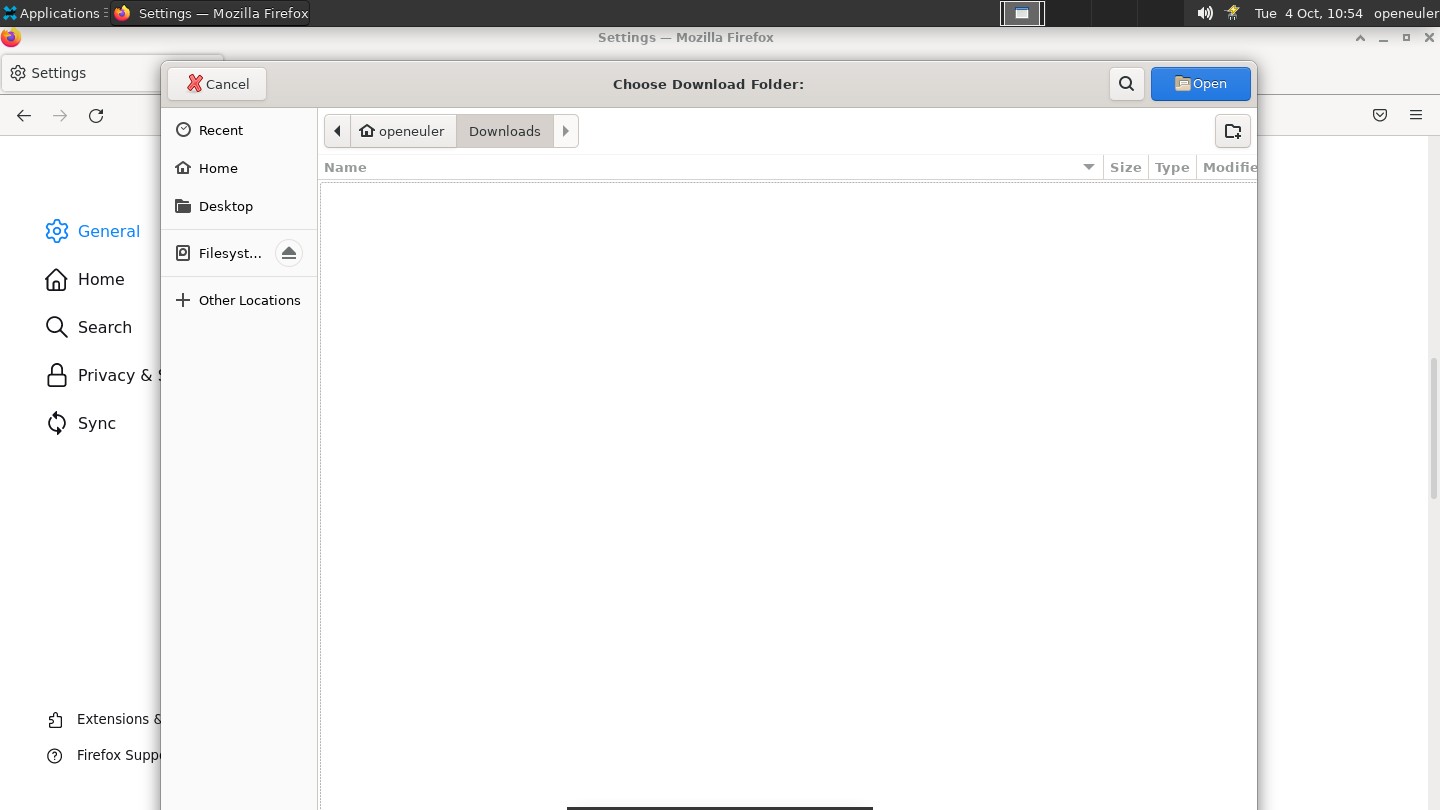 Applications
Settings — Mozilla Firefox
Tue 4 Oct, 10:54
openeuler
Settings — Mozilla Firefox
Settings
Cancel
Choose Download Folder:
Open
Recent
Home
Desktop
Filesyst...
Other Locations
openeuler
Downloads
Name
Size
Type
Modifie
General
Home
Search
Privacy & S
Sync
Extensions &
Firefox Suppo